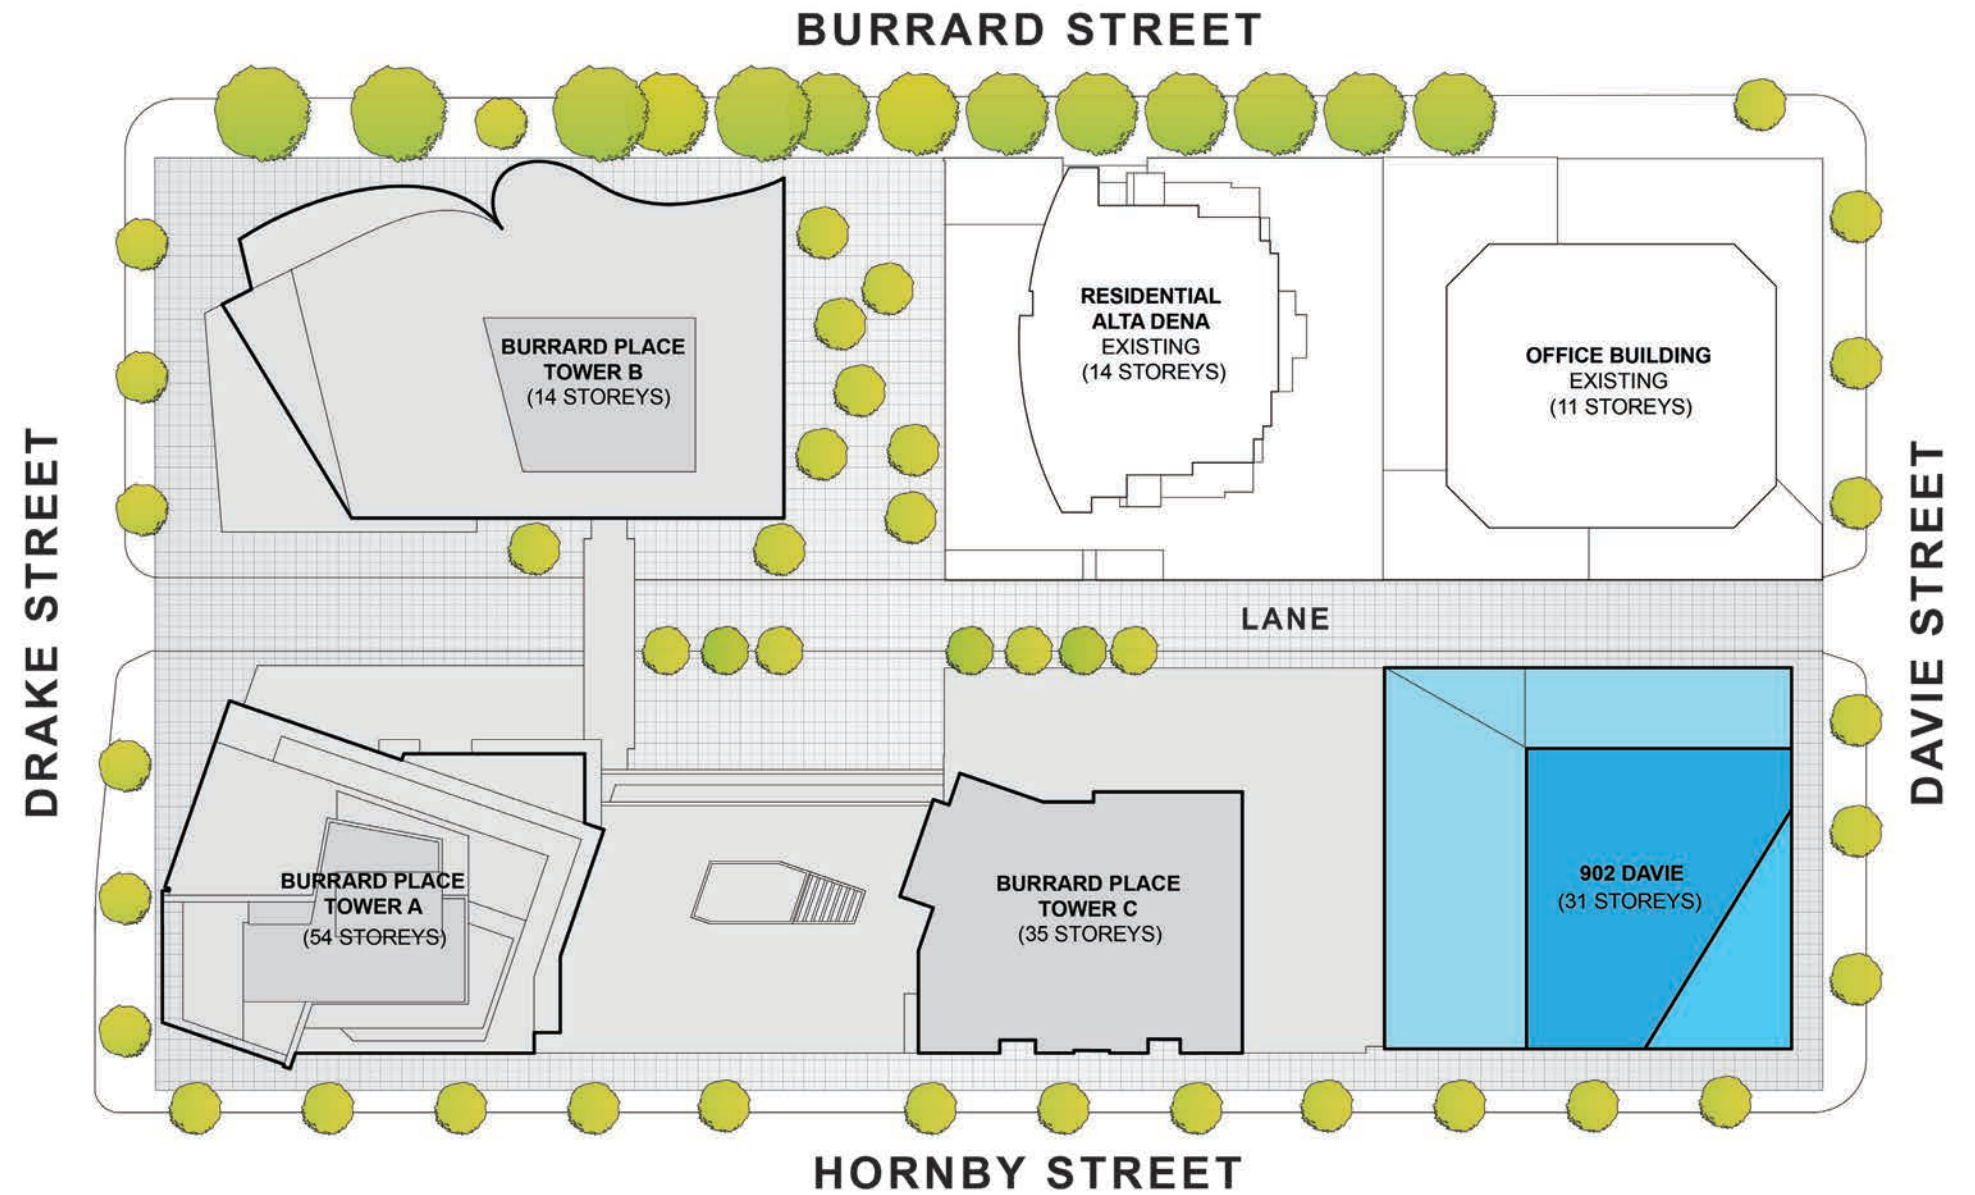 BURRARD STREET
RESIDENTIAL
ALTA DENA
EXISTING
(14 STOREYS)
BURRARD PLACE
TOWER B
(14 STOREYS)
OFFICE BUILDING
EXISTING
(11 STOREYS)
DRAKE STREET
DAVIE STREET
LANE
BURRARD PLACE
TOWER A
(54 STOREYS)
BURRARD PLACE
TOWER C
(35 STOREYS)
902 DAVIE
(31 STOREYS)
HORNBY STREET